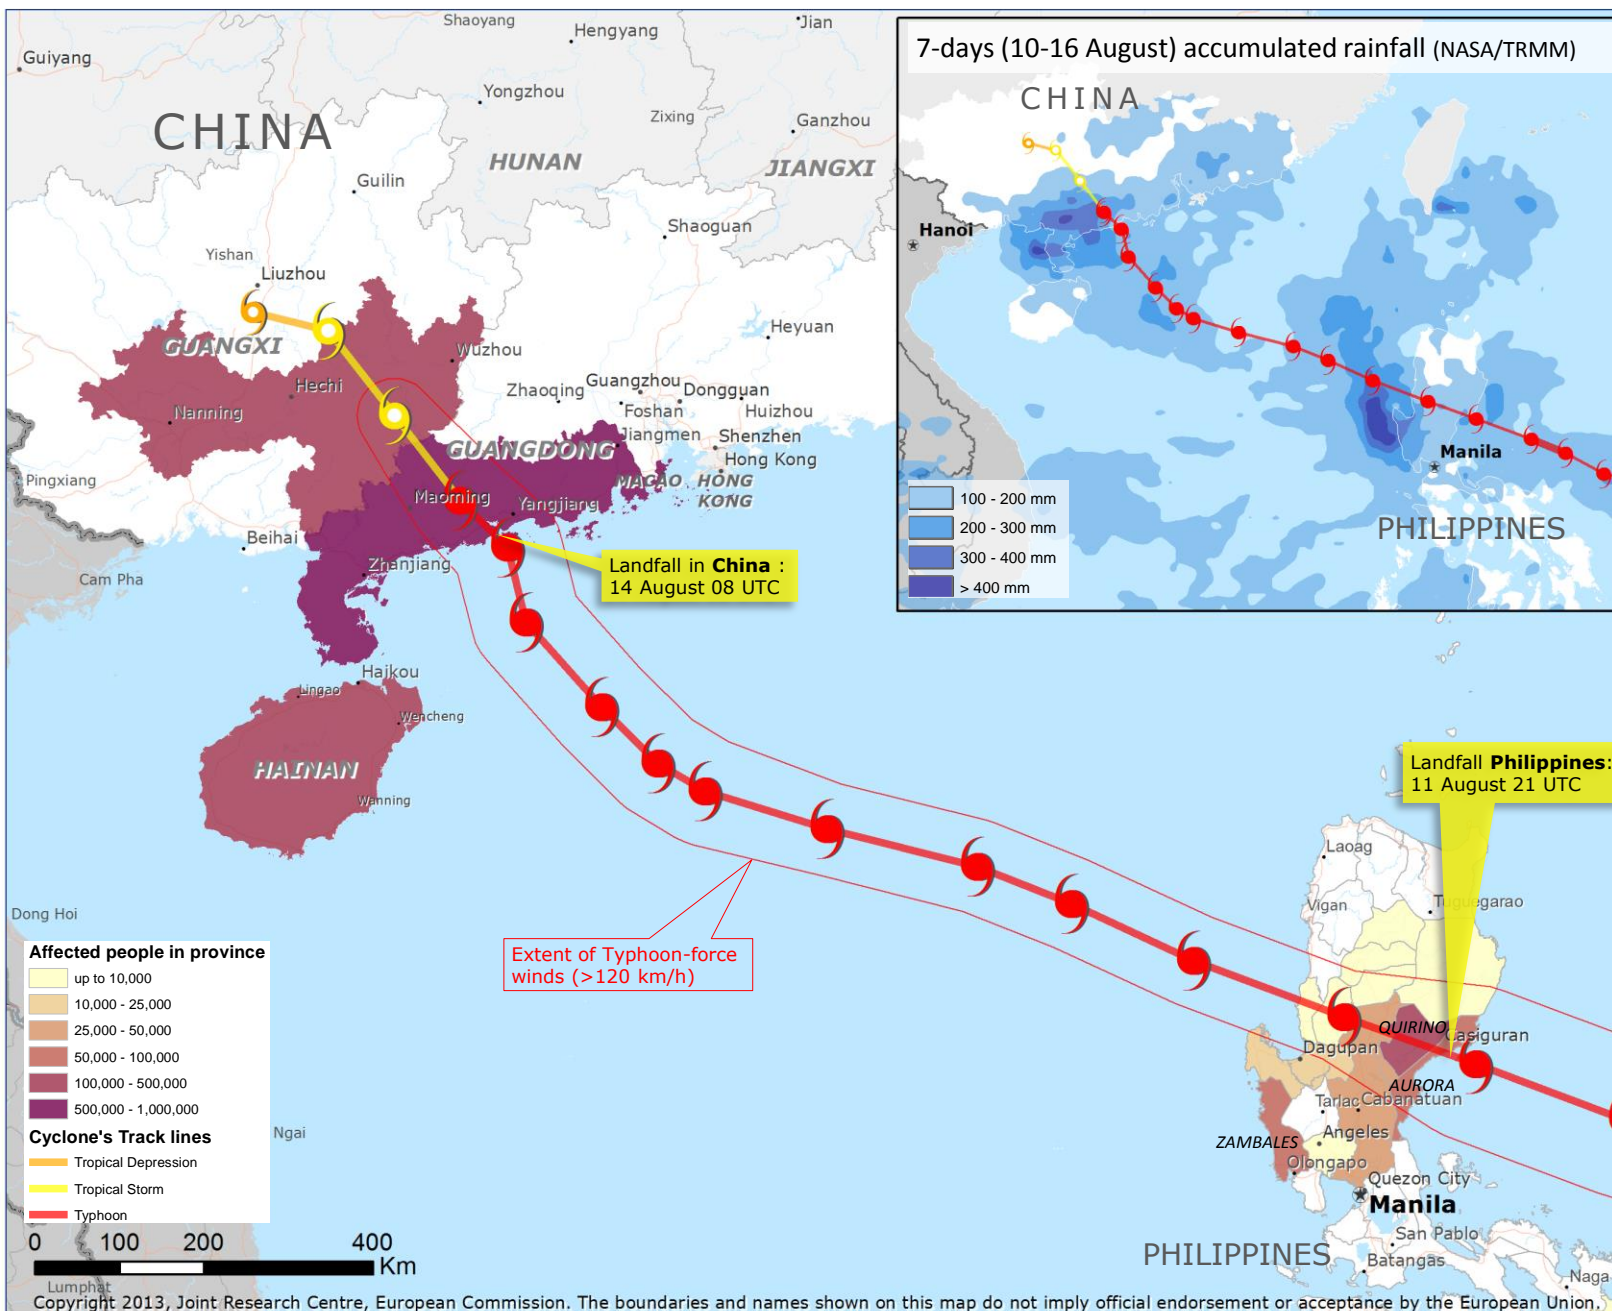 Shaoyang
Jian
Hengyang
Guiyang
Yongzhou
Zixing
Ganzhou
CHINA
HUNAN
JIANGXI
Guilin
Shaoguan
Yishan
Liuzhou
Heyuan
GUANGXI
Wuzhou
Hechi
Zhaoqing
Guangzhou
Dongguan
Nanning
Foshan
Huizhou
Jiangmen
Shenzhen
GUANGDONG
Hong Kong
Pingxiang
MACAO
HONG
KONG
Maoming
Yangjiang
Beihai
Zhanjiang
Cam Pha
Landfall in China :
14 August 08 UTC
Haikou
Lingao
Wencheng
HAINAN
Wanning
7-days (10-16 August) accumulated rainfall (NASA/TRMM)
CHINA
Hanoi
Manila
PHILIPPINES
100 - 200 mm
200 - 300 mm
300 - 400 mm
> 400 mm
Landfall Philippines:
11 August 21 UTC
Laoag
Vigan
Tuguegarao
Dong Hoi
Extent of Typhoon-force
winds (>120 km/h)
QUIRINO
Casiguran
Dagupan
AURORA
Tarlac
Cabanatuan
ZAMBALES
Angeles
Olongapo
Quezon City
Manila
San Pablo
PHILIPPINES
Batangas
Naga
Affected people in province
up to 10,000
10,000 - 25,000
25,000 - 50,000
50,000 - 100,000
100,000 - 500,000
500,000 - 1,000,000
Cyclone's Track lines
Tropical Depression
Tropical Storm
Typhoon
Ngai
0 100 200 400
Km
Lumphat
Copyright 2013, Joint Research Centre, European Commission. The boundaries and names shown on this map do not imply official endorsement or acceptance by the European Union.